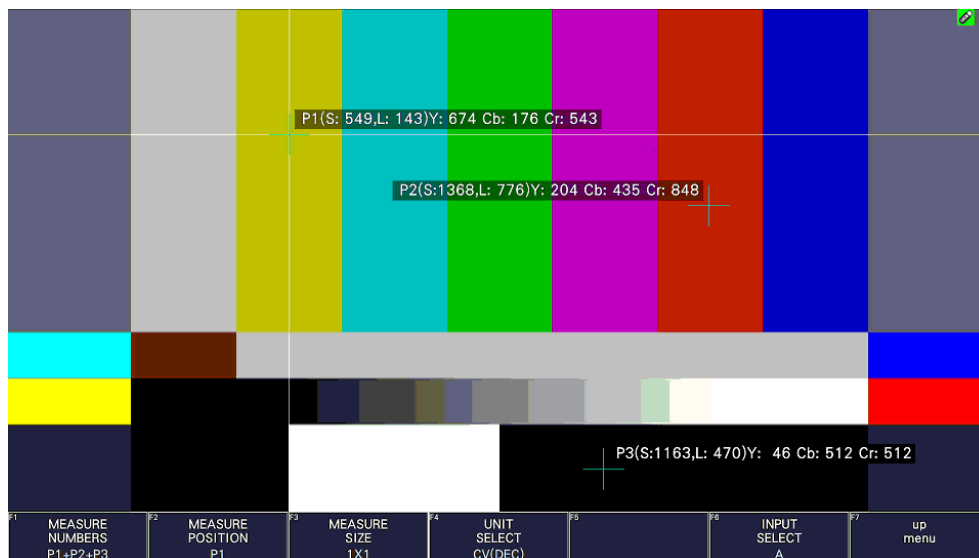 P1(S: 549,L: 143)Y: 674 Cb: 176 Cr: 543
P2(S:1368,L: 776)Y: 204 Cb: 435 Cr: 848
P3(S:1163,L: 470)Y: 46 Cb: 512 Cr: 512
F1 MEASURE NUMBERS P1+P2+P3
F2 MEASURE POSITION P1
F3 MEASURE SIZE 1X1
F4 UNIT SELECT CV(DEC)
F5
F6 INPUT SELECT A
F7 up menu